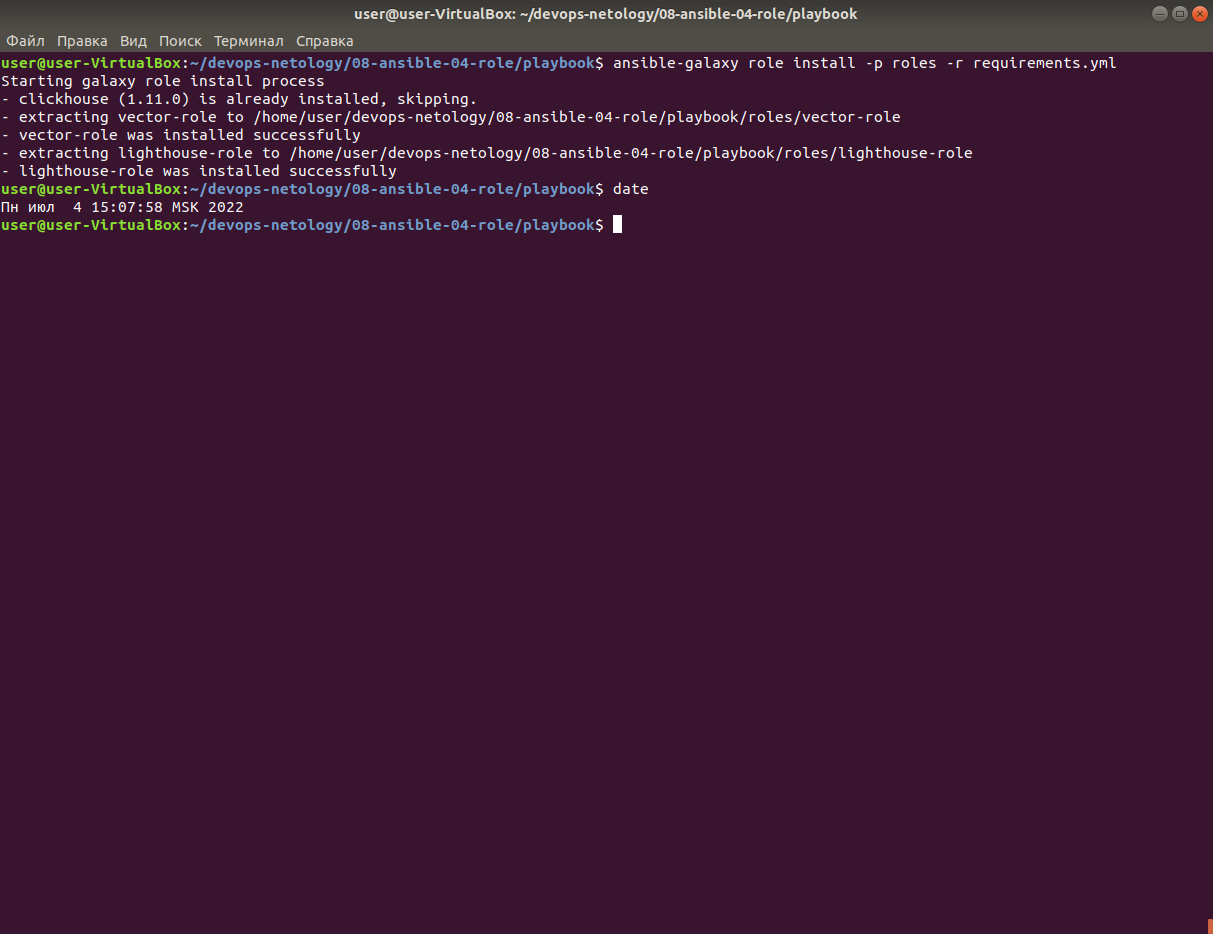 user@user-VirtualBox: ~/devops-netology/08-ansible-04-role/playbook
Файл Правка Вид Поиск Терминал Справка
user@user-VirtualBox:~/devops-netology/08-ansible-04-role/playbook$ ansible-galaxy role install -p roles -r requirements.yml
Starting galaxy role install process
- clickhouse (1.11.0) is already installed, skipping.
- extracting vector-role to /home/user/devops-netology/08-ansible-04-role/playbook/roles/vector-role
- vector-role was installed successfully
- extracting lighthouse-role to /home/user/devops-netology/08-ansible-04-role/playbook/roles/lighthouse-role
- lighthouse-role was installed successfully
user@user-VirtualBox:~/devops-netology/08-ansible-04-role/playbook$ date
Пн июл  4 15:07:58 MSK 2022
user@user-VirtualBox:~/devops-netology/08-ansible-04-role/playbook$